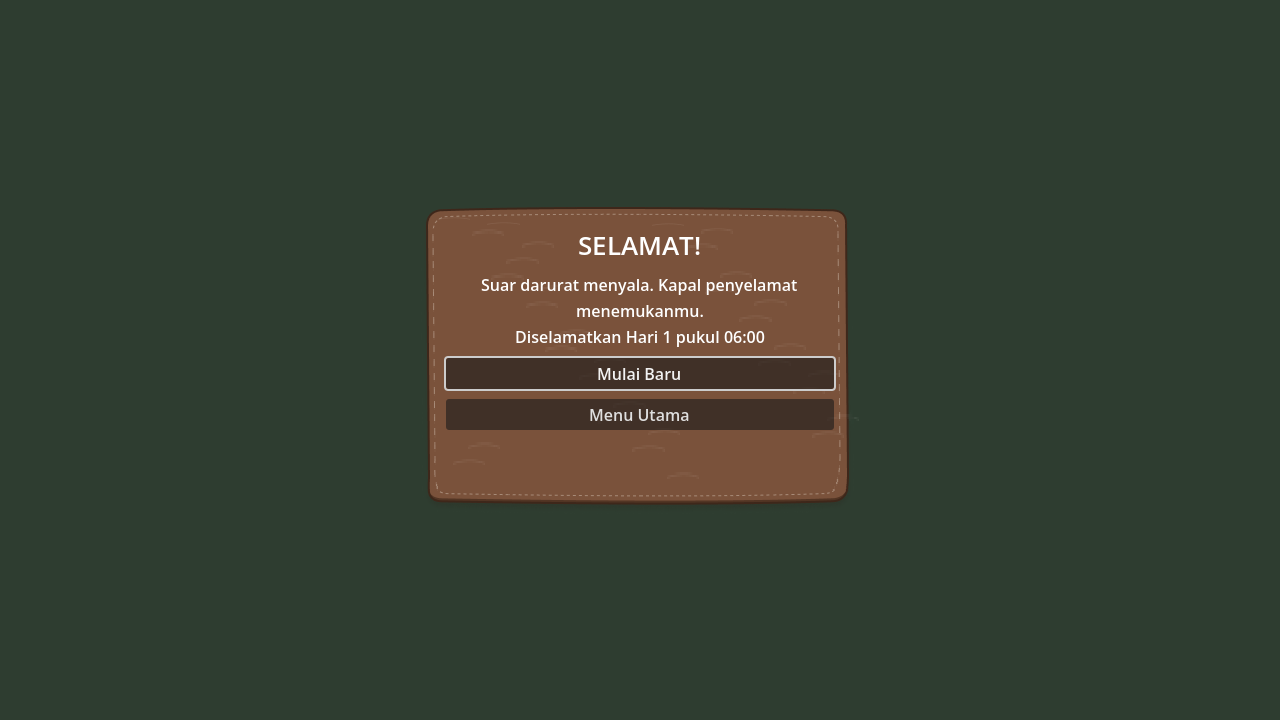 SELAMAT!
Suar darurat menyala. Kapal penyelamat
menemukanmu.
Diselamatkan Hari 1 pukul 06:00
Mulai Baru
Menu Utama